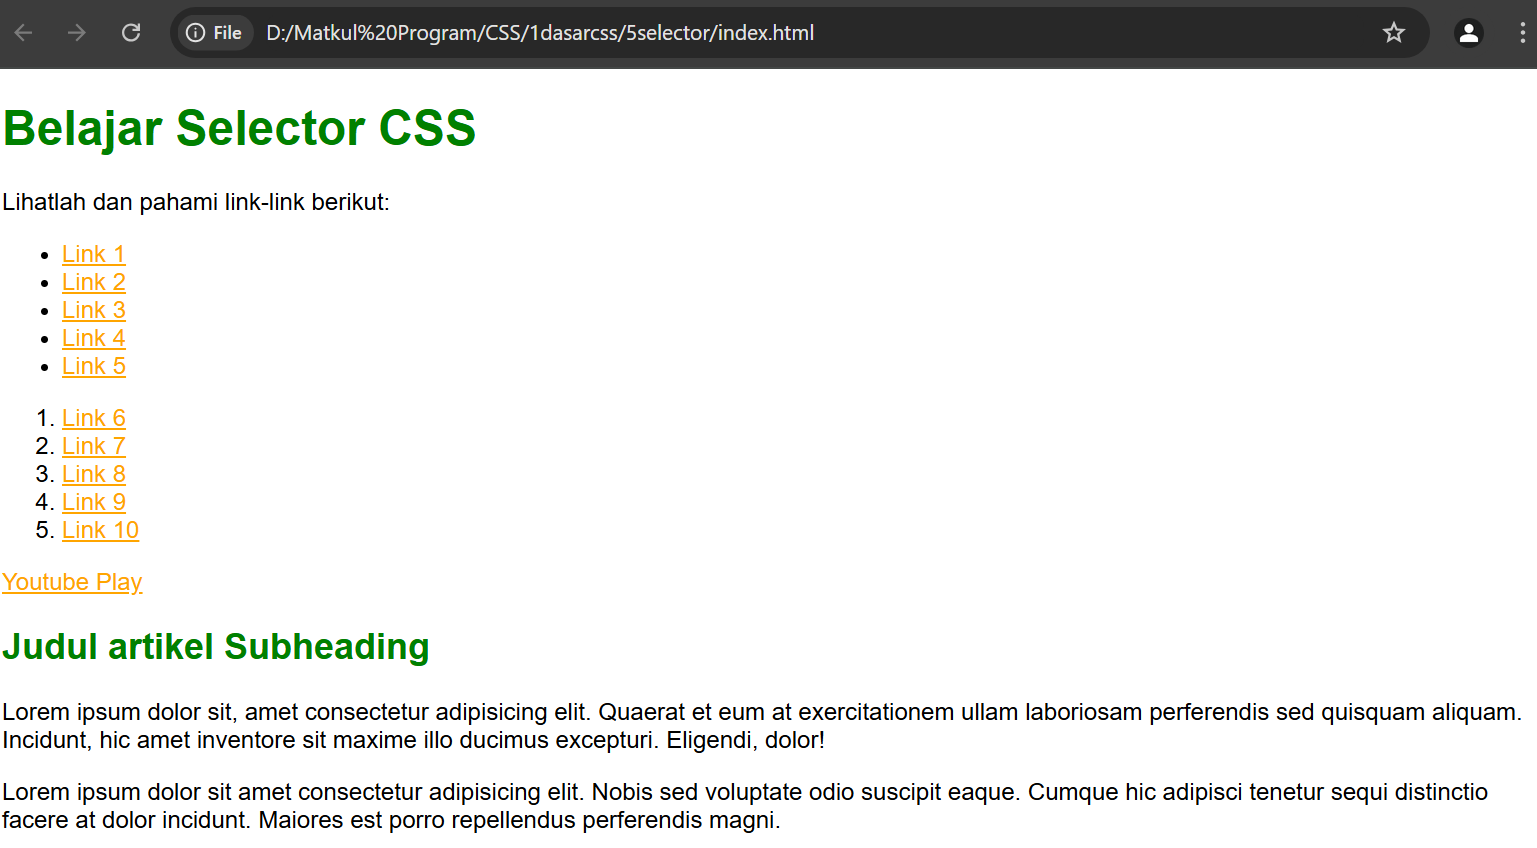 File D:/Matkul%20Program/CSS/1dasarcss/5selector/index.html
Belajar Selector CSS
Lihatlah dan pahami link-link berikut:
• Link 1
• Link 2
• Link 3
• Link 4
• Link 5
1. Link 6
2. Link 7
3. Link 8
4. Link 9
5. Link 10
Youtube Play
Judul artikel Subheading
Lorem ipsum dolor sit, amet consectetur adipisicing elit. Quaerat et eum at exercitationem ullam laboriosam perferendis sed quisquam aliquam.
Incidunt, hic amet inventore sit maxime illo ducimus excepturi. Eligendi, dolor!
Lorem ipsum dolor sit amet consectetur adipisicing elit. Nobis sed voluptate odio suscipit eaque. Cumque hic adipisci tenetur sequi distinctio
facere at dolor incidunt. Maiores est porro repellendus perferendis magni.